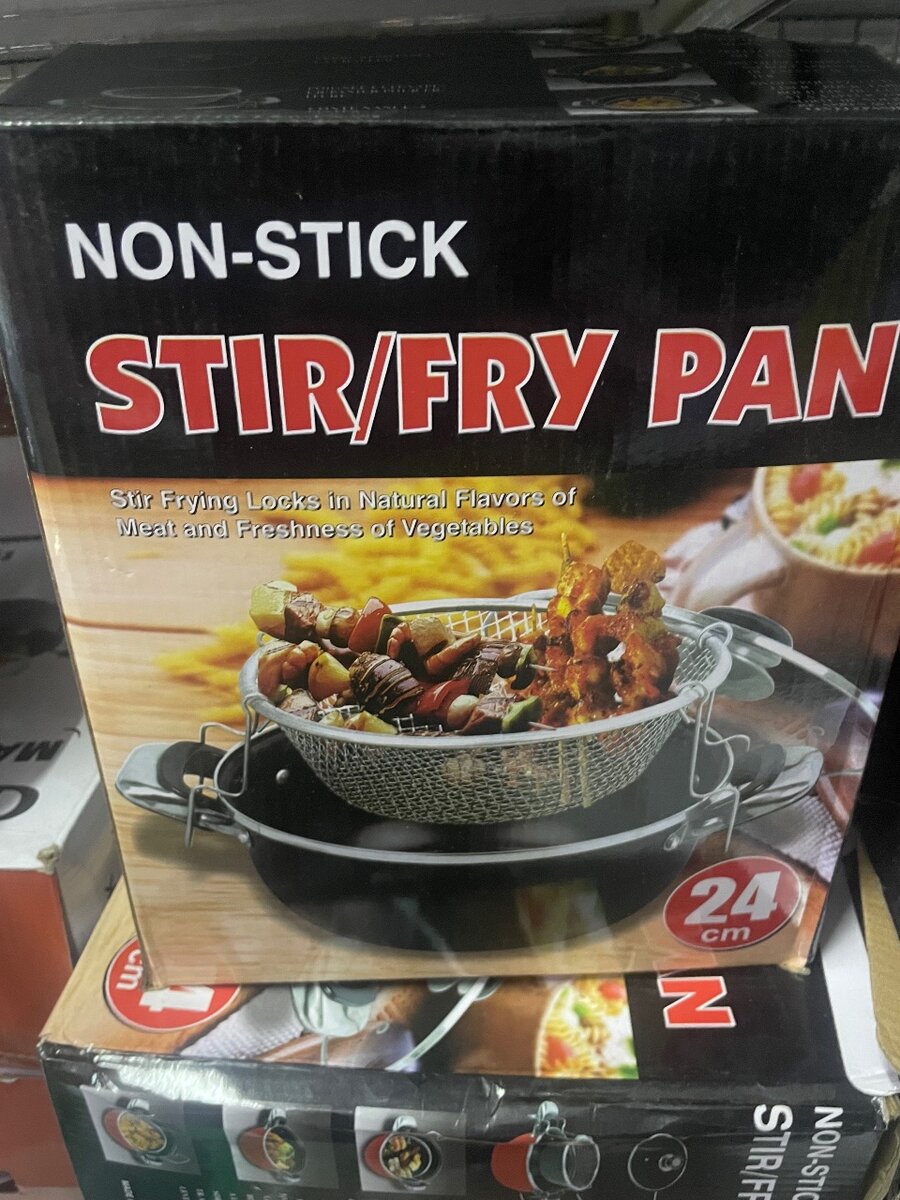 NON-STICK
STIR/FRY PAN
Stir Frying Locks in Natural Flavors of
Meat and Freshness of Vegetables
24
cm
cm
N
NON-STIC
STIR/F